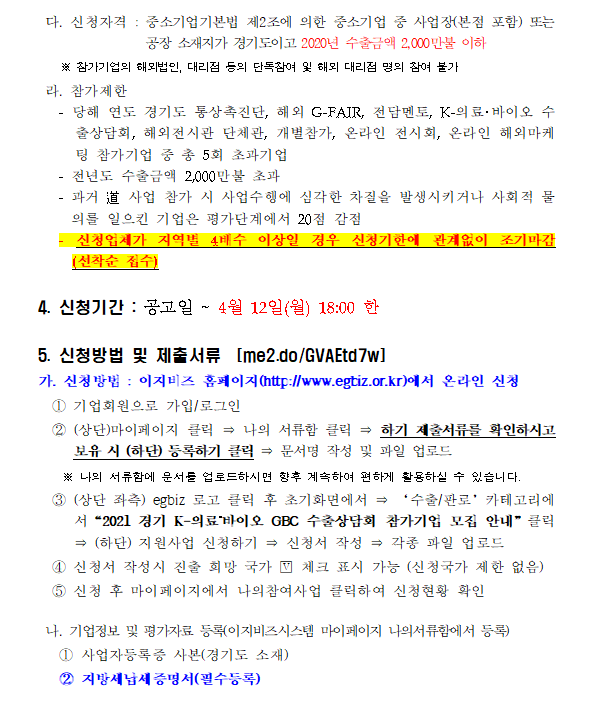 다. 신청자격 : 중소기업기본법 제2조에 의한 중소기업 중 사업장(본점 포함) 또는
공장 소재지가 경기도이고 2020년 수출금액 2,000만불 이하
※ 참가기업의 해외법인, 대리점 등의 단독참여 및 해외 대리점 명의 참여 불가
라. 참가제한
- 당해 연도 경기도 통상촉진단, 해외 G-FAIR, 전담멘토, K-의료·바이오 수
출상담회, 해외전시관 단체관, 개별참가, 온라인 전시회, 온라인 해외마케
팅 참가기업 중 총 5회 초과기업
- 전년도 수출금액 2,000만불 초과
- 과거 道 사업 참가 시 사업수행에 심각한 차질을 발생시키거나 사회적 물
의를 일으킨 기업은 평가단계에서 20점 감점
- 신청업체가 지역별 4배수 이상일 경우 신청기한에 관계없이 조기마감
(선착순 접수)
4. 신청기간 : 공고일 ~ 4월 12일(월) 18:00 한
5. 신청방법 및 제출서류 [me2.do/GVAEtd7w]
가. 신청방법 : 이지비즈 홈페이지(http://www.egbiz.or.kr)에서 온라인 신청
① 기업회원으로 가입/로그인
② (상단)마이페이지 클릭 ⇒ 나의 서류함 클릭 ⇒ 하기 제출서류를 확인하시고
보유 시 (하단) 등록하기 클릭 ⇒ 문서명 작성 및 파일 업로드
※ 나의 서류함에 문서를 업로드하시면 향후 계속하여 편하게 활용하실 수 있습니다.
③ (상단 좌측) egbiz 로고 클릭 후 초기화면에서 ⇒ ‘수출/판로’카테고리에
서 “2021 경기 K-의료·바이오 GBC 수출상담회 참가기업 모집 안내” 클릭
⇒ (하단) 지원사업 신청하기 ⇒ 신청서 작성 ⇒ 각종 파일 업로드
④ 신청서 작성시 진출 희망 국가 ☑ 체크 표시 가능 (신청국가 제한 없음)
⑤ 신청 후 마이페이지에서 나의참여사업 클릭하여 신청현황 확인
나. 기업정보 및 평가자료 등록(이지비즈시스템 마이페이지 나의서류함에서 등록)
① 사업자등록증 사본(경기도 소재)
② 지방세납세증명서(필수등록)